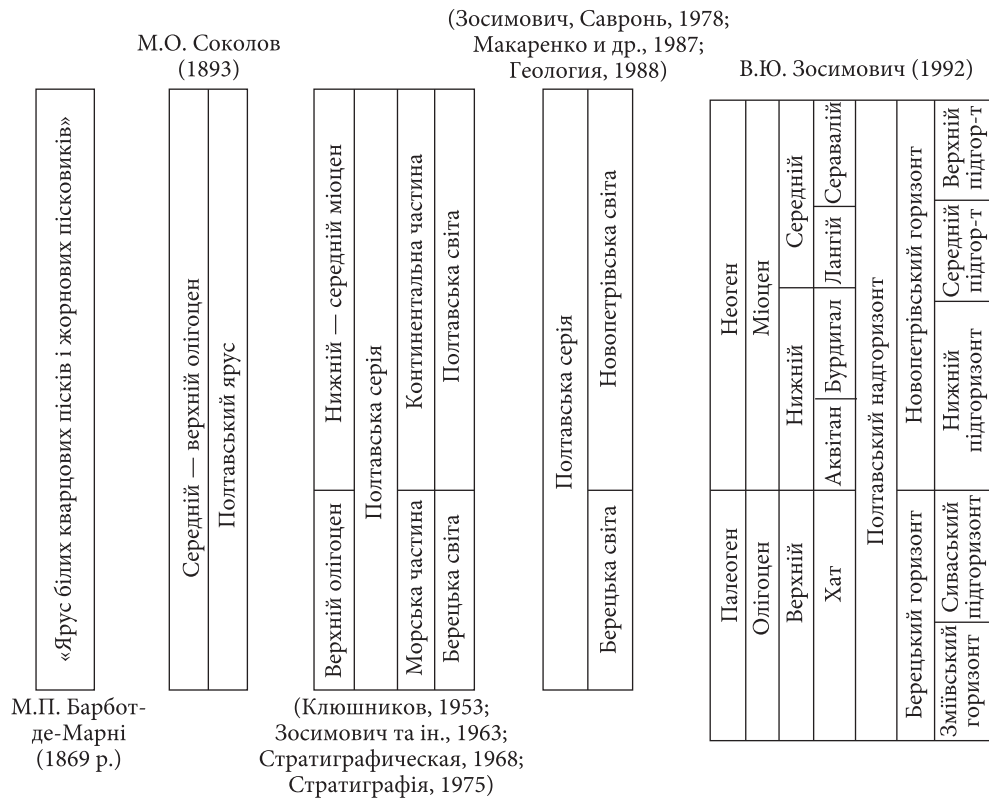 М.П. Барбот-
де-Марні
(1869 р.)
«Ярус білих кварцових пісків і жорнових пісковиків»
М.О. Соколов
(1893)
Середній — верхній олігоцен
Полтавський ярус
(Клюшников, 1953;
Зосимович та ін., 1963;
Стратиграфическая, 1968;
Стратиграфія, 1975)
Нижній — середній міоцен
Верхній олігоцен
Полтавська серія
Континентальна частина
Морська частина
Полтавська світа
Берецька світа
(Зосимович, Савронь, 1978;
Макаренко и др., 1987;
Геология, 1988)
Полтавська серія
Новопетрівська світа
Берецька світа
В.Ю. Зосимович (1992)
Неоген
Палеоген
Міоцен
Олігоцен
Середній
Нижній
Верхній
Серавалій
Лангій
Бурдигал
Аквітан
Хат
Полтавський надгоризонт
Новопетрівський горизонт
Берецький горизонт
Верхній
підгор-т
Середній
підгор-т
Нижній
підгоризонт
Сиваський
підгоризонт
Зміївський
горизонт